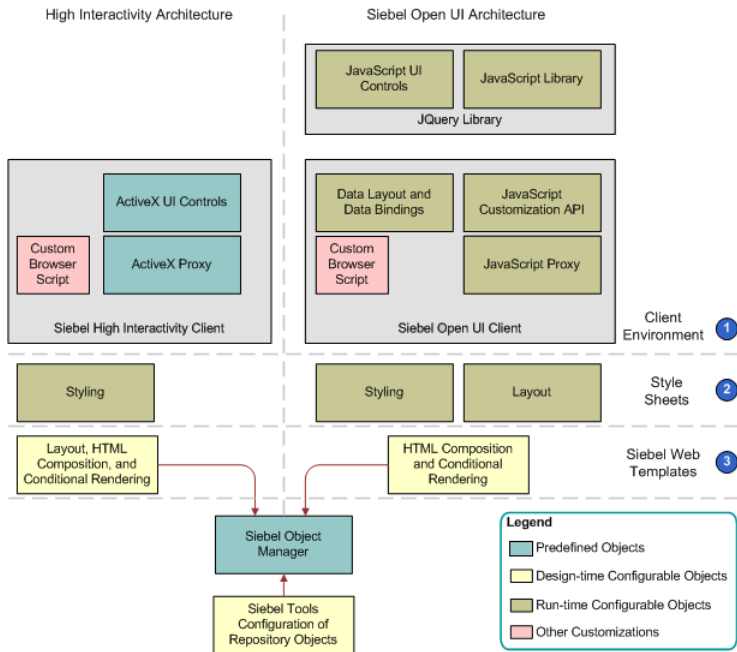 High Interactivity Architecture
Siebel Open UI Architecture
JavaScript UI
Controls
JavaScript Library
JQuery Library
ActiveX UI Controls
Custom
Browser
Script
ActiveX Proxy
Siebel High Interactivity Client
Data Layout and
Data Bindings
JavaScript
Customization API
Custom
Browser
Script
JavaScript Proxy
Siebel Open UI Client
Client
Environment
1
Styling
Styling
Layout
Style
Sheets
2
Layout, HTML
Composition, and
Conditional Rendering
HTML Composition
and Conditional
Rendering
Siebel Web
Templates
3
Siebel Object
Manager
Siebel Tools
Configuration of
Repository Objects
Legend
Predefined Objects
Design-time Configurable Objects
Run-time Configurable Objects
Other Customizations